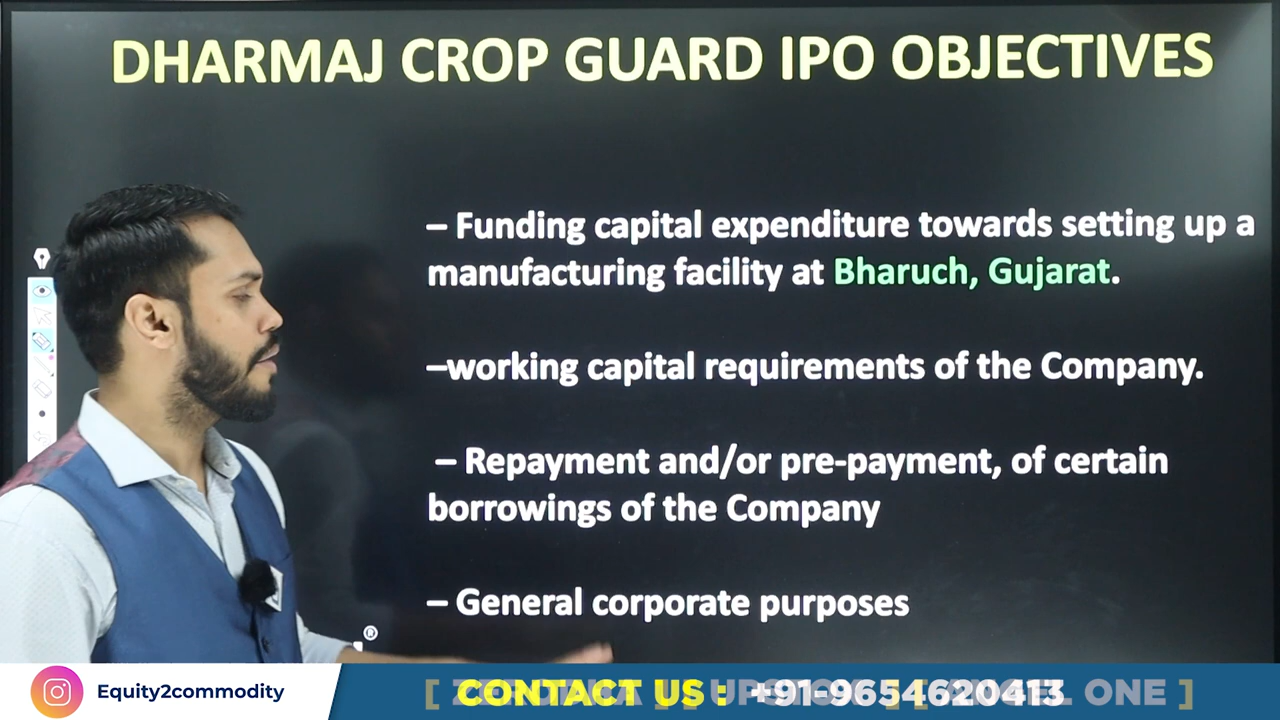 DHARMAJ CROP GUARD IPO OBJECTIVES
– Funding capital expenditure towards setting up a
manufacturing facility at Bharuch, Gujarat.
–working capital requirements of the Company.
– Repayment and/or pre-payment, of certain
borrowings of the Company
– General corporate purposes
®
Equity2commodity
CONTACT US : +91-9654620413
ONE ]